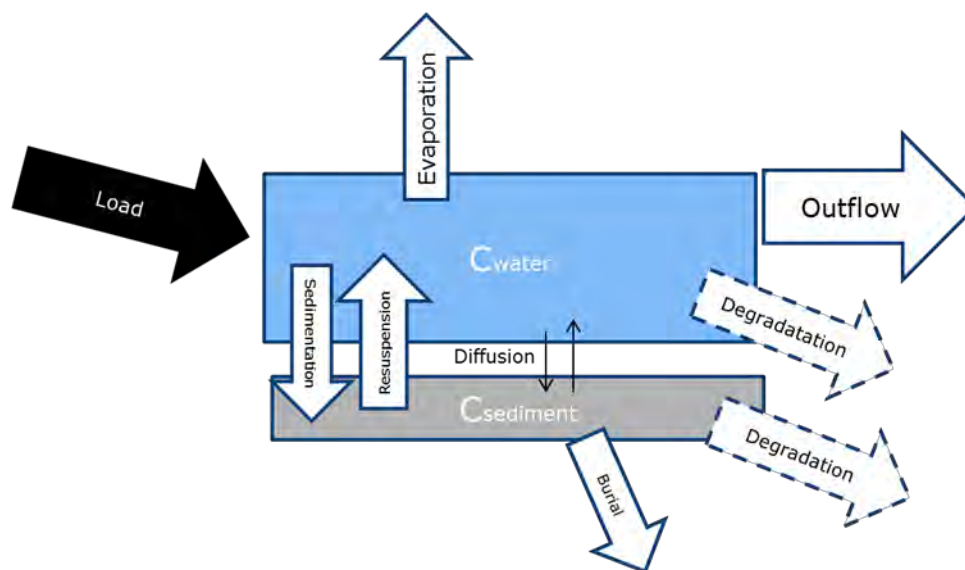 Evaporation
Load
Outflow
Cwater
Sedimentation
Resuspension
Degradatation
Diffusion
Csediment
Degradation
Burial